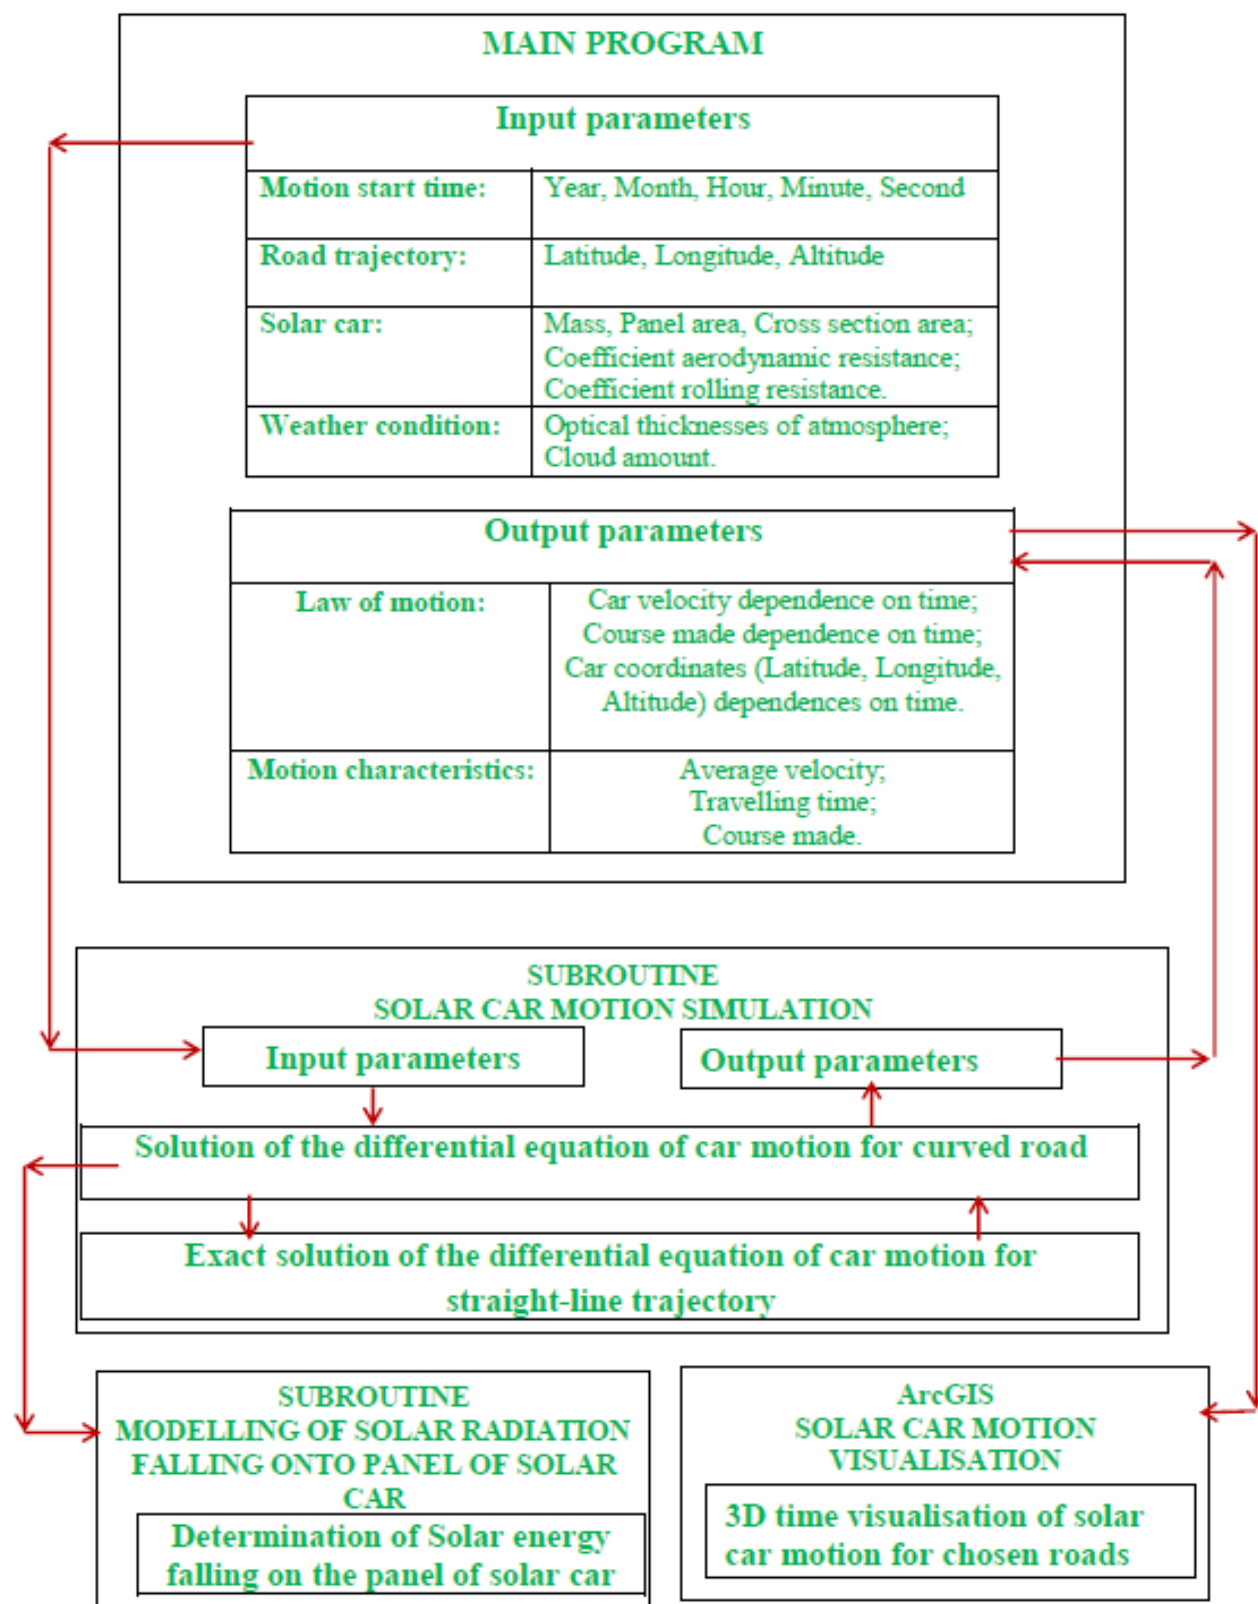 MAIN PROGRAM
Input parameters
Motion start time: Year, Month, Hour, Minute, Second
Road trajectory: Latitude, Longitude, Altitude
Solar car: Mass, Panel area, Cross section area;
Coefficient aerodynamic resistance;
Coefficient rolling resistance.
Weather condition: Optical thicknesses of atmosphere;
Cloud amount.
Output parameters
Law of motion: Car velocity dependence on time;
Course made dependence on time;
Car coordinates (Latitude, Longitude,
Altitude) dependences on time.
Motion characteristics: Average velocity;
Travelling time;
Course made.
SUBROUTINE
SOLAR CAR MOTION SIMULATION
Input parameters
Output parameters
Solution of the differential equation of car motion for curved road
Exact solution of the differential equation of car motion for
straight-line trajectory
SUBROUTINE
MODELLING OF SOLAR RADIATION
FALLING ONTO PANEL OF SOLAR
CAR
Determination of Solar energy
falling on the panel of solar car
ArcGIS
SOLAR CAR MOTION
VISUALISATION
3D time visualisation of solar
car motion for chosen roads